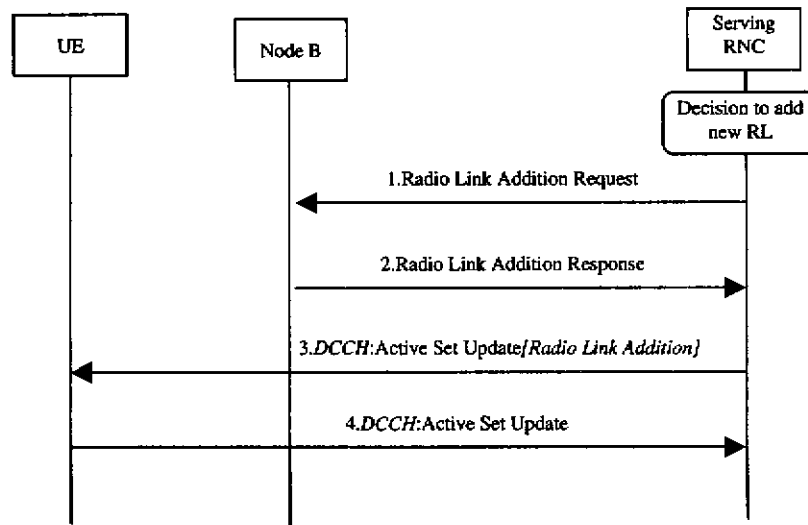 UE
Node B
Serving
RNC
Decision to add
new RL
1.Radio Link Addition Request
2.Radio Link Addition Response
3.DCCH:Active Set Update[Radio Link Addition]
4.DCCH:Active Set Update